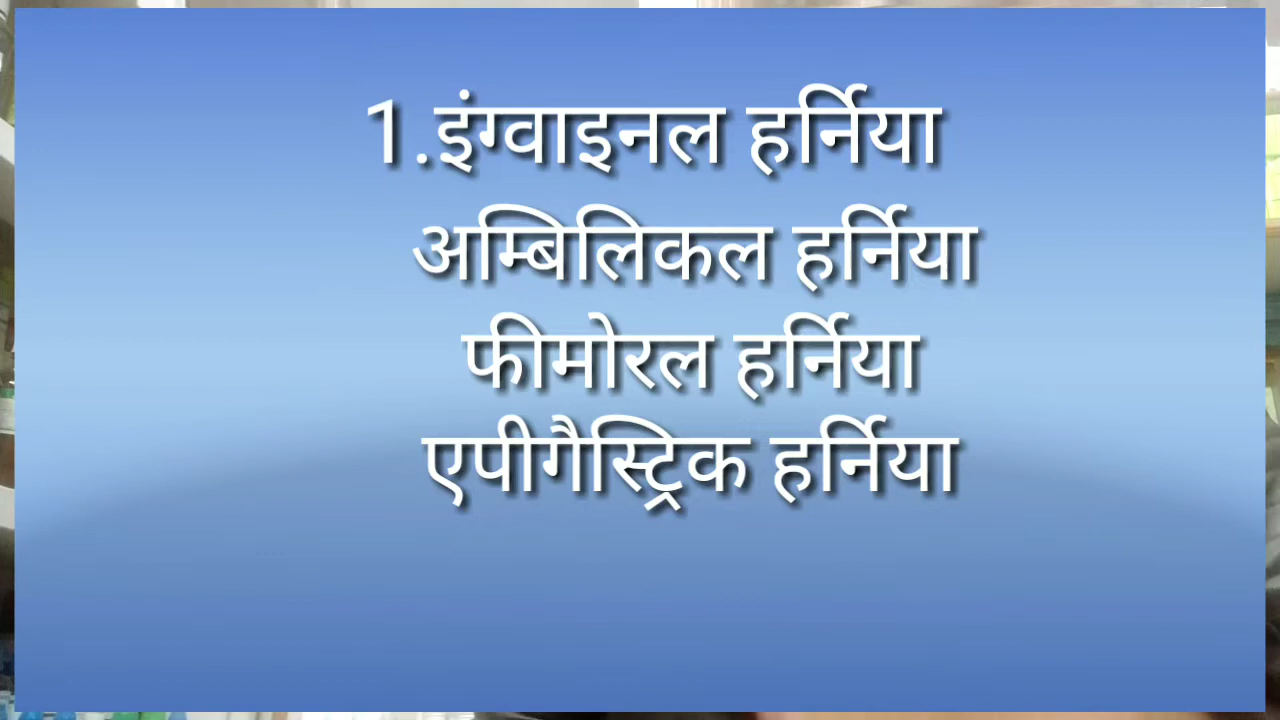 1.इंग्वाइनल हर्निया
अम्बिलिकल हर्निया
फीमोरल हर्निया
एपीगैस्ट्रिक हर्निया